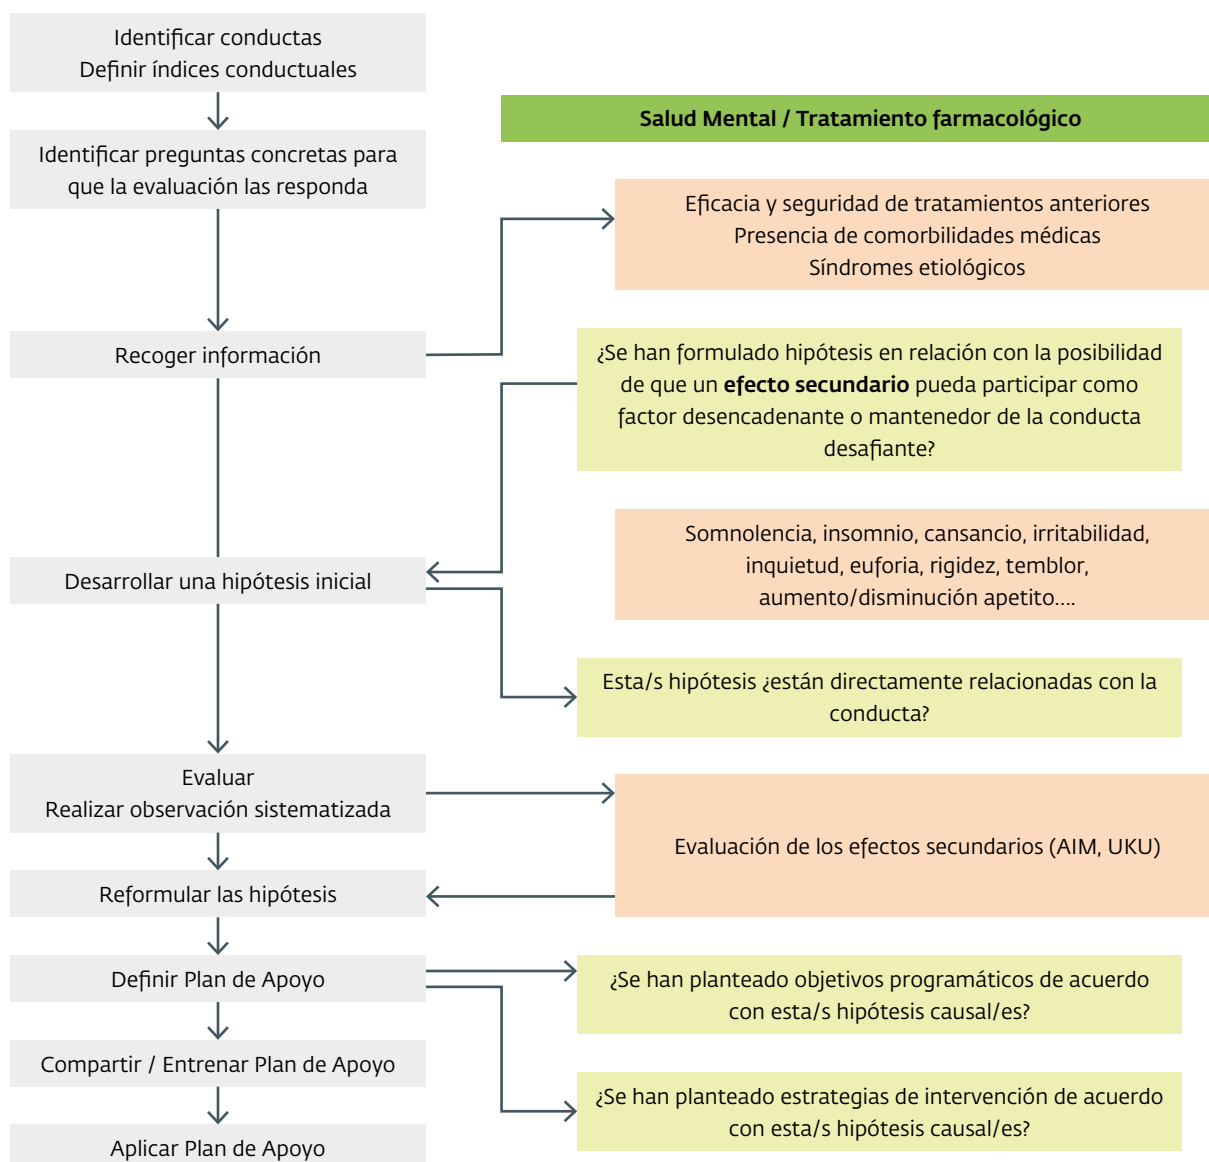 Identificar conductas
Definir índices conductuales
Salud Mental / Tratamiento farmacológico
Identificar preguntas concretas para
que la evaluación las responda
Eficacia y seguridad de tratamientos anteriores
Presencia de comorbilidades médicas
Síndromes etiológicos
Recoger información
¿Se han formulado hipótesis en relación con la posibilidad
de que un efecto secundario pueda participar como
factor desencadenante o mantenedor de la conducta
desafiante?
Somnolencia, insomnio, cansancio, irritabilidad,
inquietud, euforia, rigidez, temblor,
aumento/disminución apetito....
Desarrollar una hipótesis inicial
Esta/s hipótesis ¿están directamente relacionadas con la
conducta?
Evaluar
Realizar observación sistematizada
Evaluación de los efectos secundarios (AIM, UKU)
Reformular las hipótesis
Definir Plan de Apoyo
¿Se han planteado objetivos programáticos de acuerdo
con esta/s hipótesis causal/es?
Compartir / Entrenar Plan de Apoyo
¿Se han planteado estrategias de intervención de acuerdo
con esta/s hipótesis causal/es?
Aplicar Plan de Apoyo